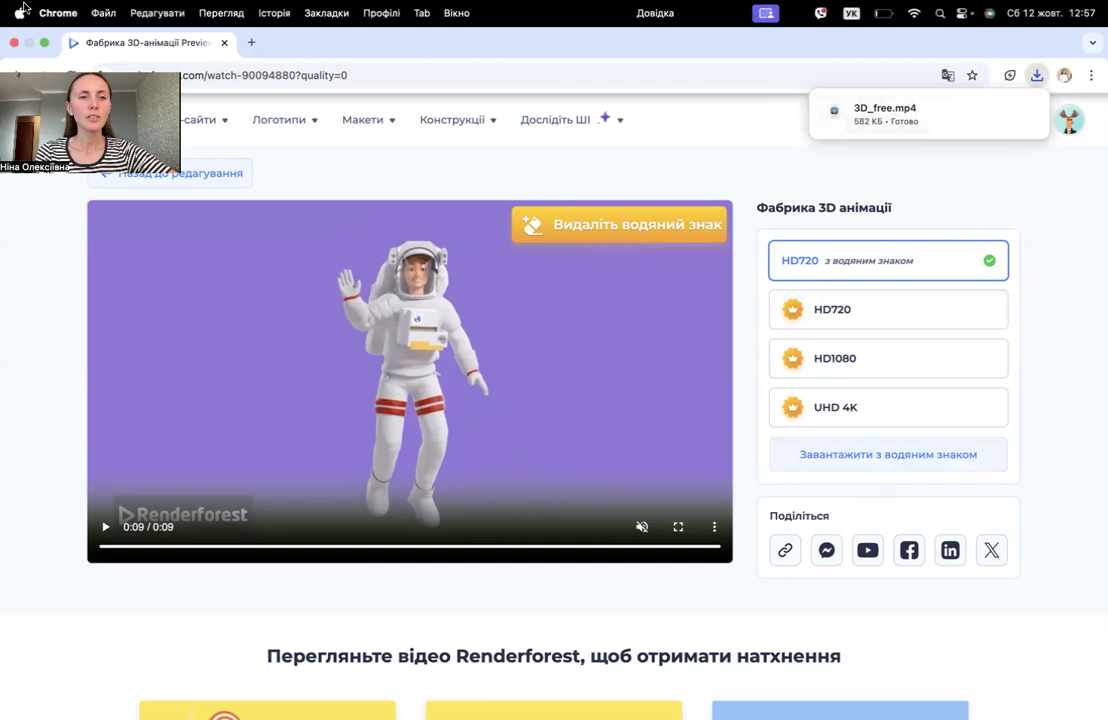 Chrome Файл Редагувати Перегляд Історія Закладки Профілі Tab Вікно Довідка УК Сб 12 жовт. 12:57
Фабрика 3D-анімації Previe
.com/watch-90094880?quality=0
3D_free.mp4
582 КБ • Готово
-сайти Логотипи Макети Конструкції Дослідіть ШІ
Ніна Олексіївна
Назад до редагування
Видаліть водяний знак
Renderforest
0:09 / 0:09
Фабрика 3D анімації
HD720 з водяним знаком
HD720
HD1080
UHD 4K
Завантажити з водяним знаком
Поділіться
Перегляньте відео Renderforest, щоб отримати натхнення